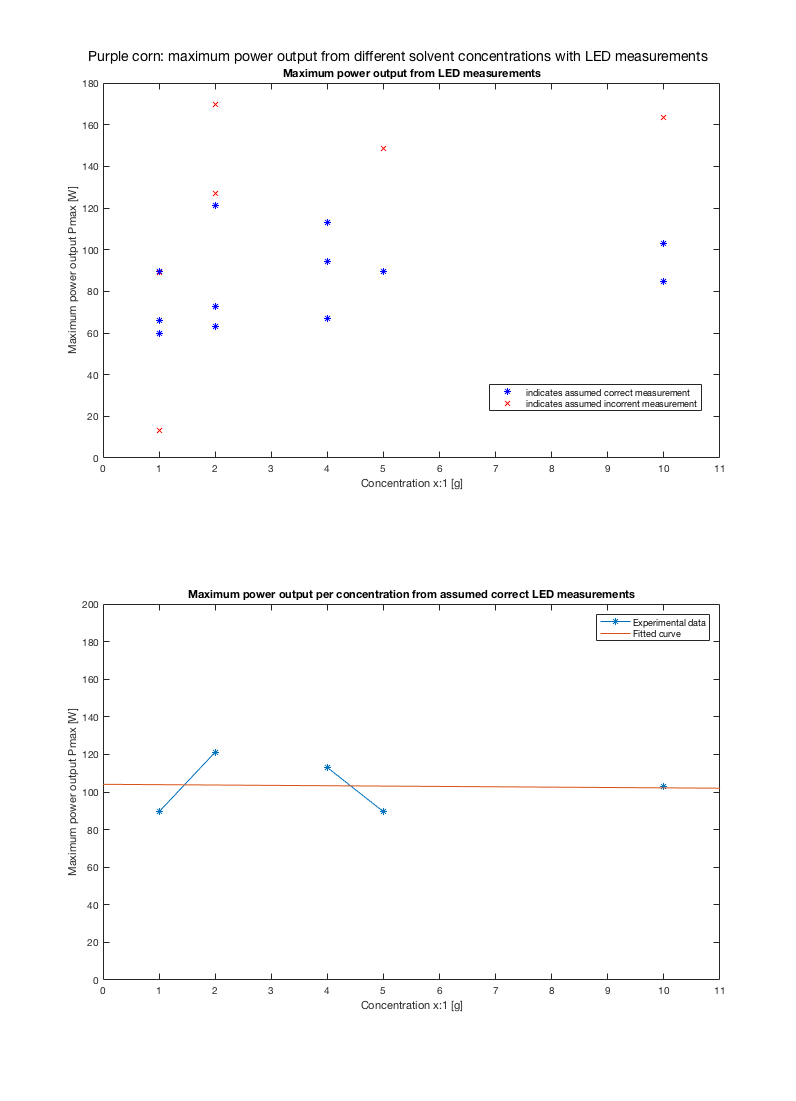 Purple corn: maximum power output from different solvent concentrations with LED measurements
Maximum power output from LED measurements
180
160
140
120
100
80
60
40
20
0
Maximum power output Pmax [W]
indicates assumed correct measurement
indicates assumed incorrent measurement
0 1 2 3 4 5 6 7 8 9 10 11
Concentration x:1 [g]
Maximum power output per concentration from assumed correct LED measurements
200
180
160
140
120
100
80
60
40
20
0
Maximum power output Pmax [W]
Experimental data
Fitted curve
0 1 2 3 4 5 6 7 8 9 10 11
Concentration x:1 [g]